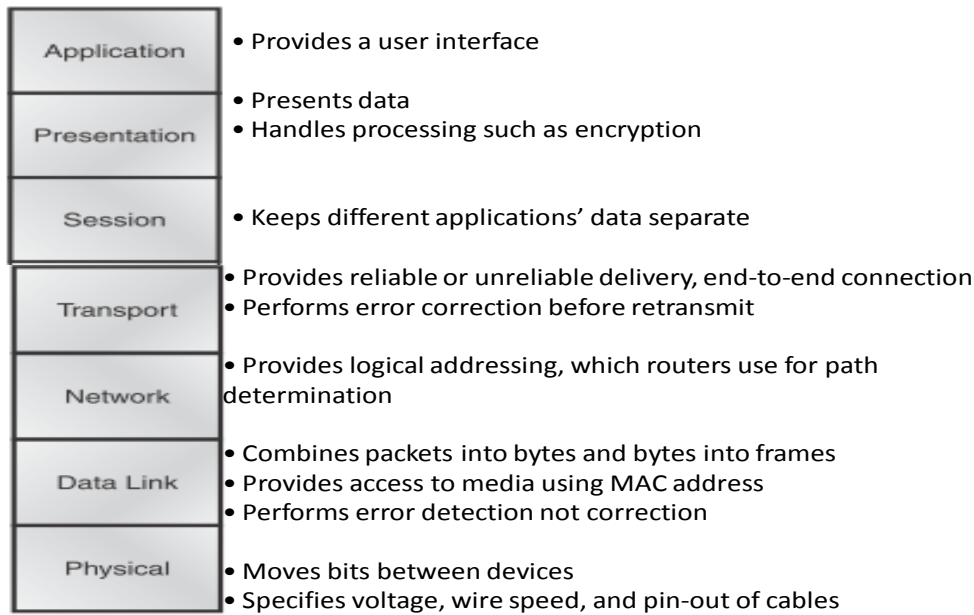 Application
• Provides a user interface
Presentation
• Presents data
• Handles processing such as encryption
Session
• Keeps different applications’ data separate
Transport
• Provides reliable or unreliable delivery, end-to-end connection
• Performs error correction before retransmit
Network
• Provides logical addressing, which routers use for path
determination
Data Link
• Combines packets into bytes and bytes into frames
• Provides access to media using MAC address
• Performs error detection not correction
Physical
• Moves bits between devices
• Specifies voltage, wire speed, and pin-out of cables